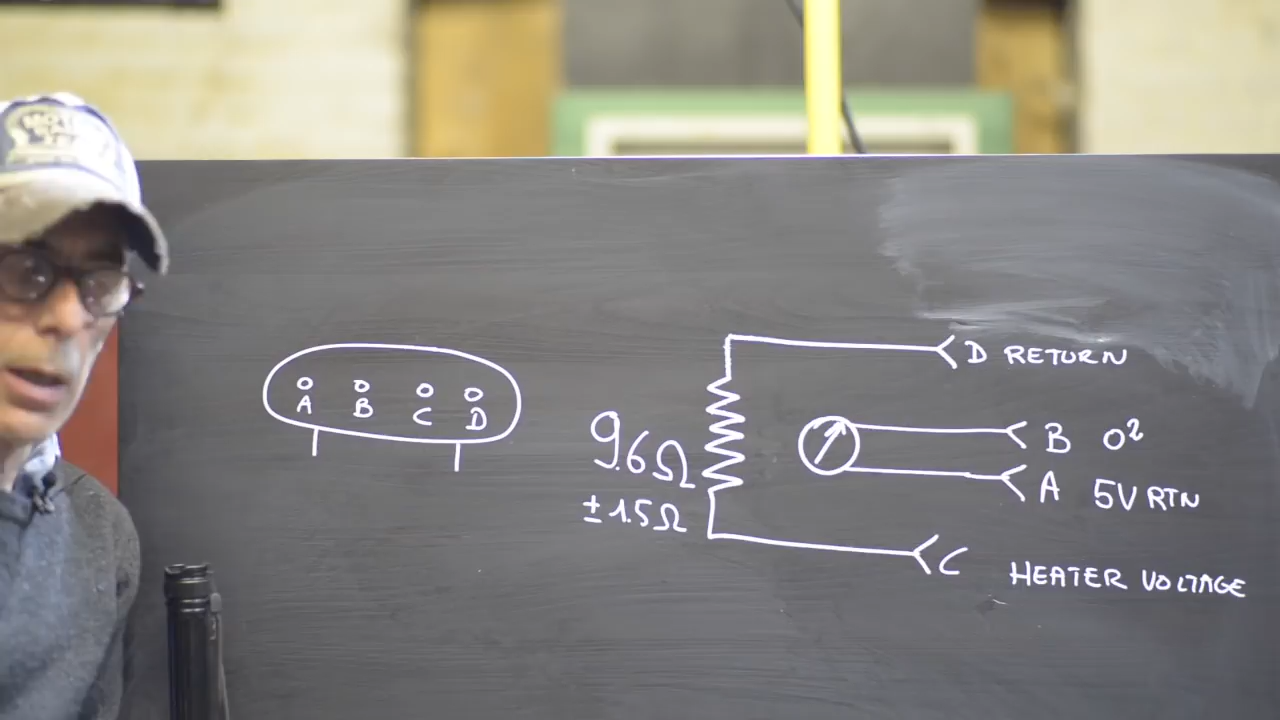 A B C D
9.6Ω
±1.5Ω
D RETURN
B O²
A 5V RTN
C HEATER VOLTAGE